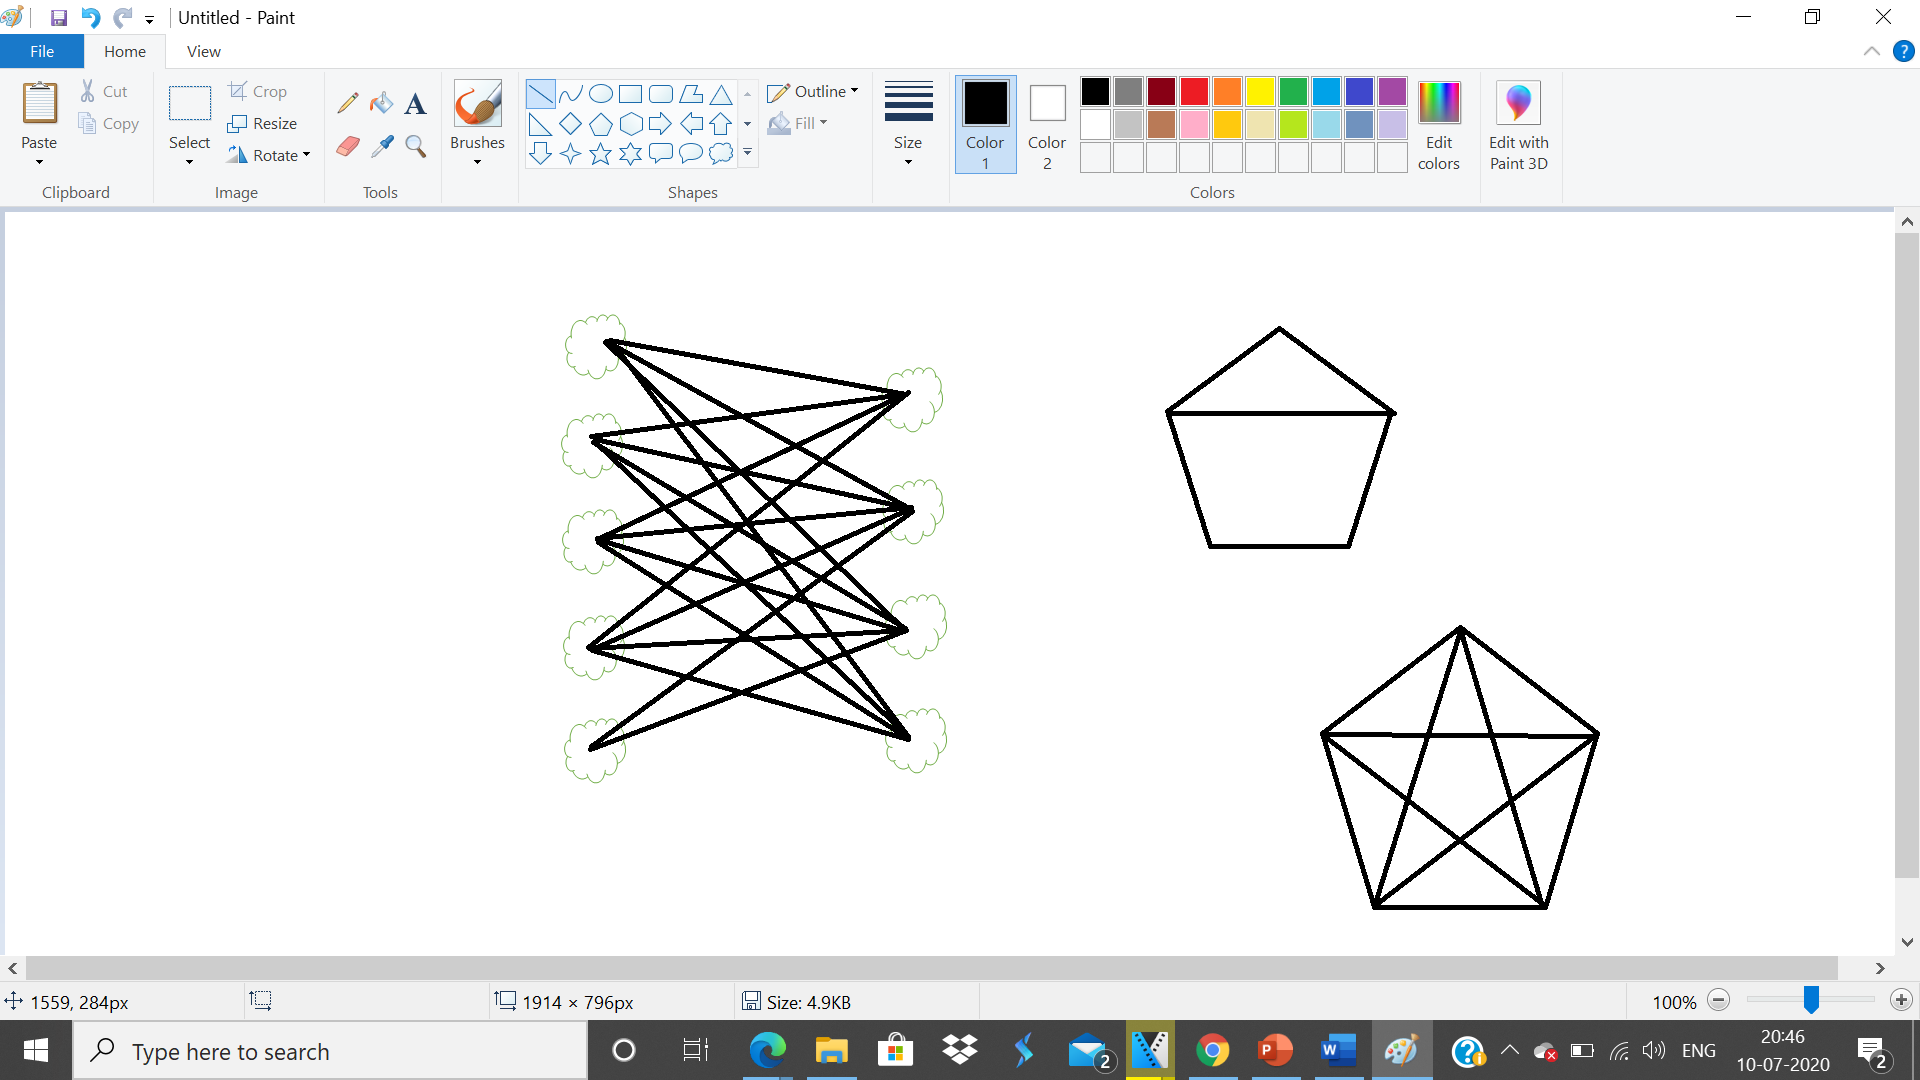 Untitled - Paint
File Home View ?
Paste Cut Copy Select Crop Resize Rotate A Brushes Outline Fill Size Color 1 Color 2 Edit colors Edit with Paint 3D
Clipboard Image Tools Shapes Colors
1559, 284px 1914 × 796px Size: 4.9KB 100%
Type here to search 2 P W ? ENG 20:46 2
10-07-2020